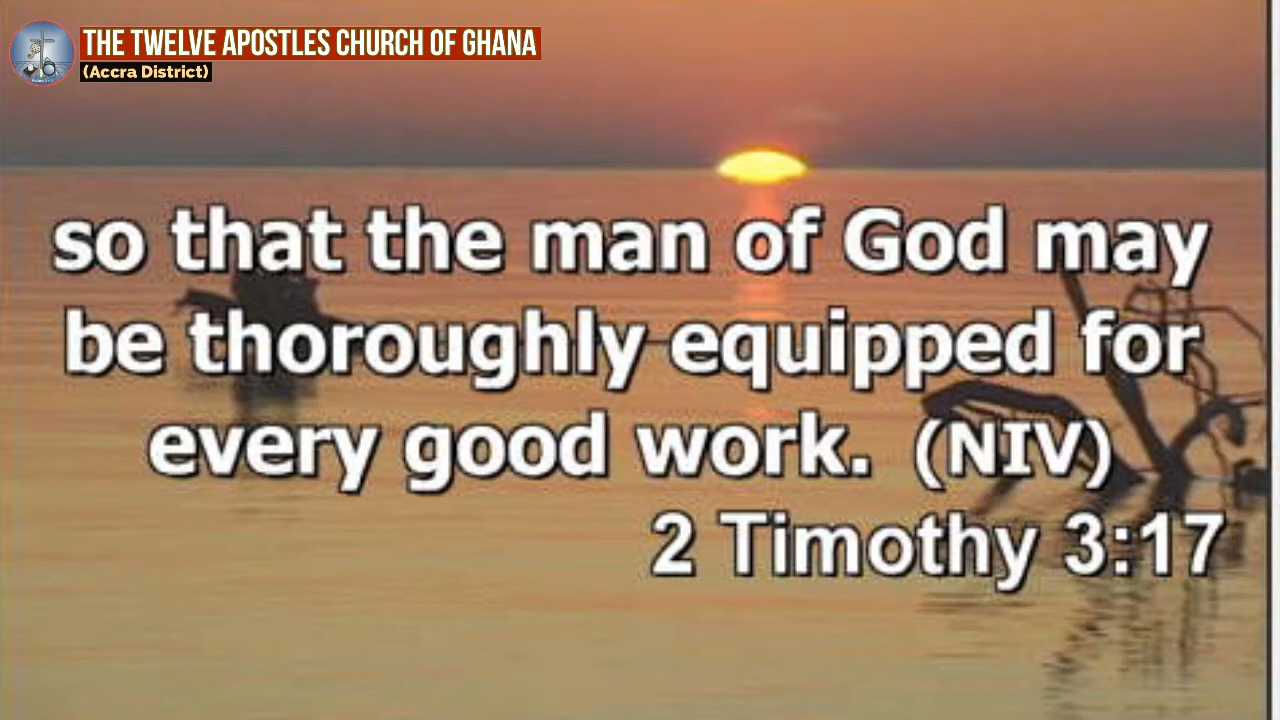 THE TWELVE APOSTLES CHURCH OF GHANA
(Accra District)
so that the man of God may
be thoroughly equipped for
every good work. (NIV)
2 Timothy 3:17